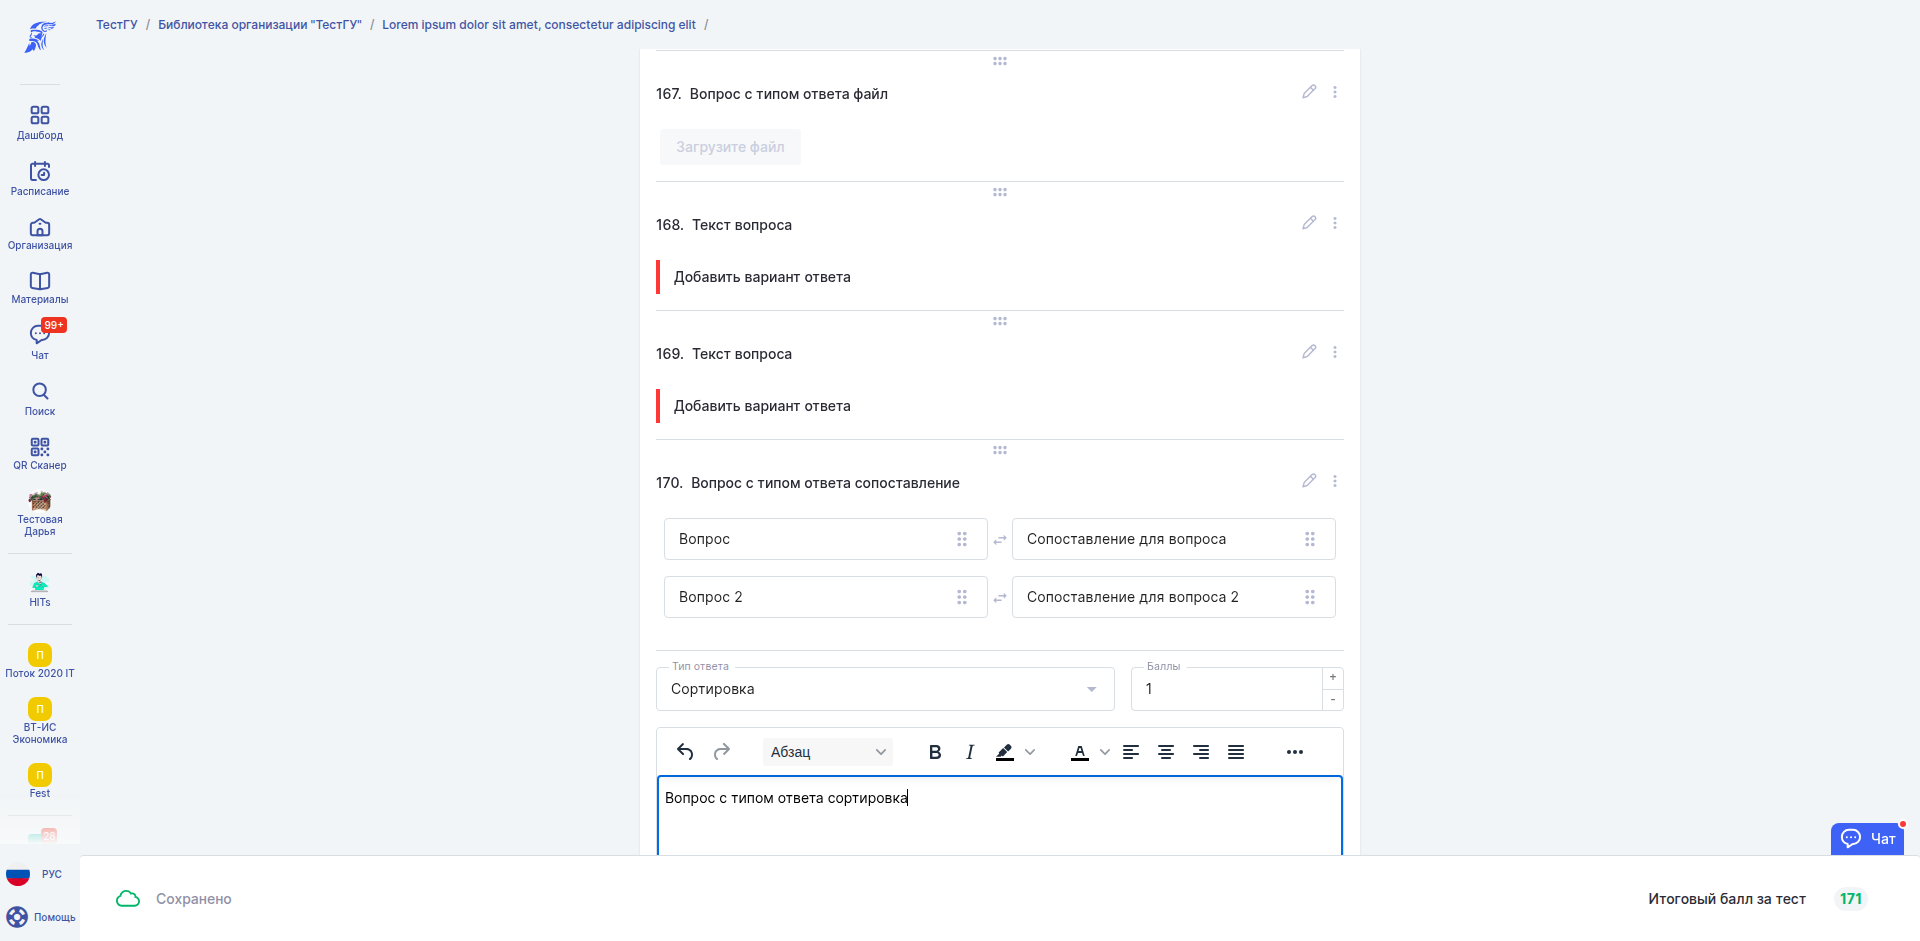 ТестГУ / Библиотека организации "ТестГУ" / Lorem ipsum dolor sit amet, consectetur adipiscing elit /
Дашборд
Расписание
Организация
Материалы
99+
Чат
Поиск
QR Сканер
Тестовая
Дарья
HITs
П
Поток 2020 IT
П
ВТ-ИС
Экономика
П
Fest
28
РУС
Помощь
167. Вопрос с типом ответа файл
Загрузите файл
168. Текст вопроса
Добавить вариант ответа
169. Текст вопроса
Добавить вариант ответа
170. Вопрос с типом ответа сопоставление
Вопрос
Сопоставление для вопроса
Вопрос 2
Сопоставление для вопроса 2
Тип ответа
Сортировка
Баллы
1
+
-
Абзац
B I A
Вопрос с типом ответа сортировка
Чат
Сохранено
Итоговый балл за тест 171